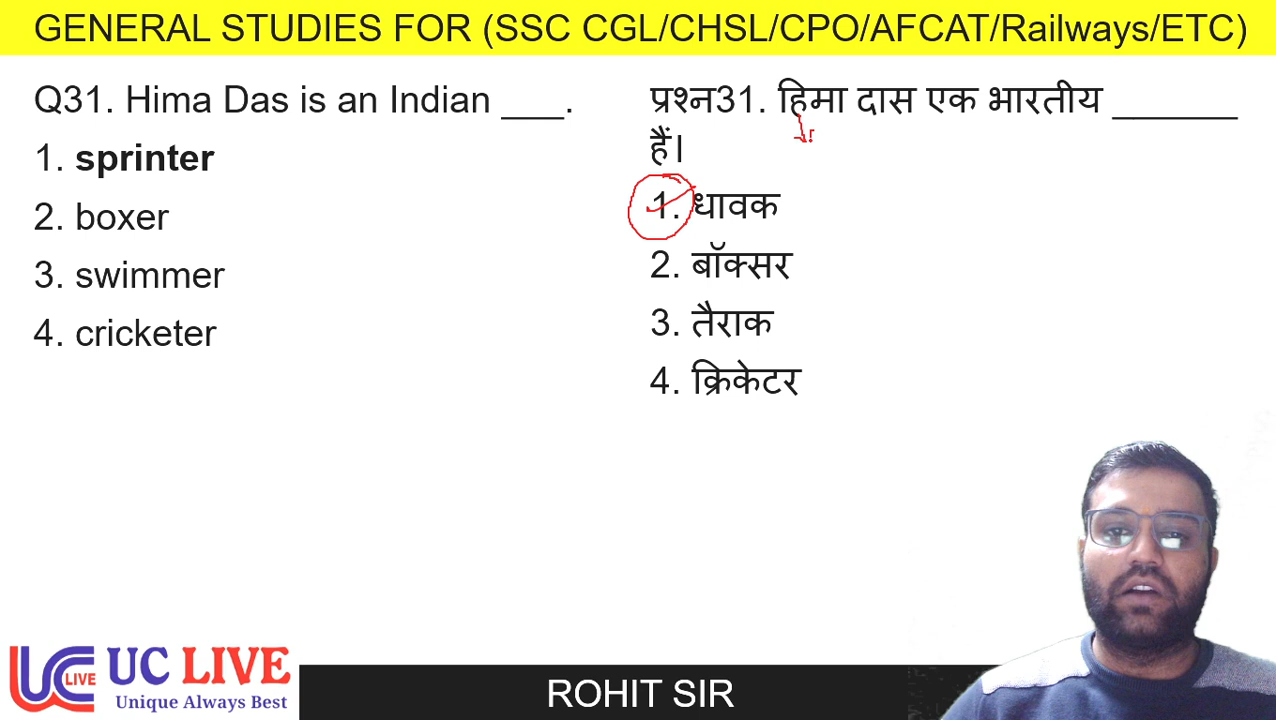 GENERAL STUDIES FOR (SSC CGL/CHSL/CPO/AFCAT/Railways/ETC)
Q31. Hima Das is an Indian ___.
1. sprinter
2. boxer
3. swimmer
4. cricketer
प्रश्न31. हिमा दास एक भारतीय ______
हैं।
1. धावक
2. बॉक्सर
3. तैराक
4. क्रिकेटर
LIVE
UC LIVE
Unique Always Best
ROHIT SIR